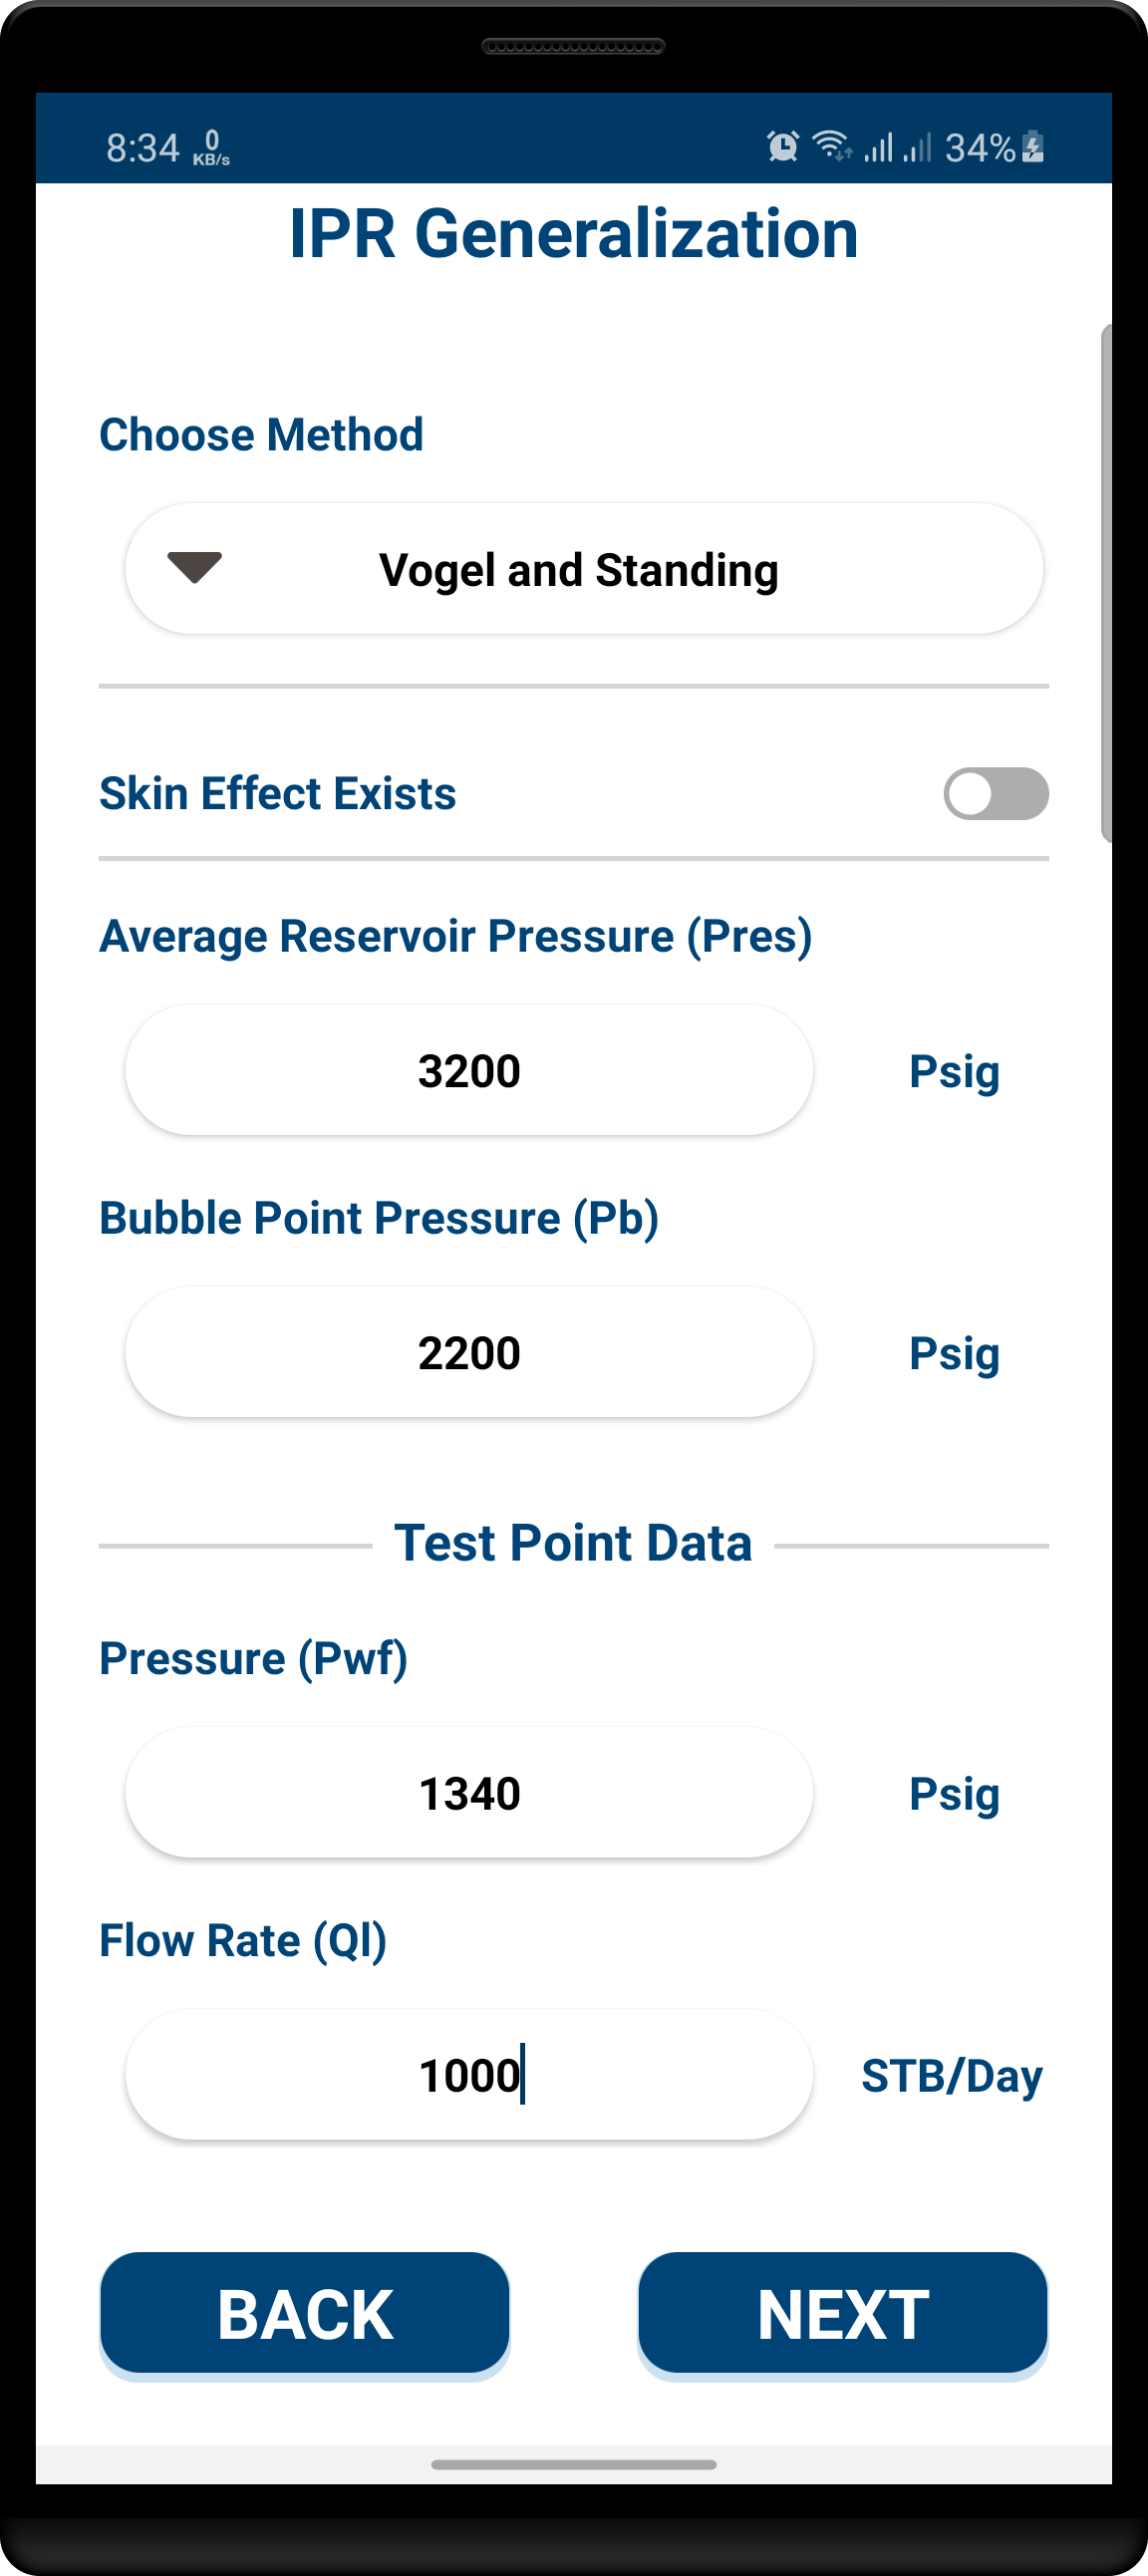 8:34 0 KB/s 34%
IPR Generalization
Choose Method
Vogel and Standing
Skin Effect Exists
Average Reservoir Pressure (Pres)
3200 Psig
Bubble Point Pressure (Pb)
2200 Psig
Test Point Data
Pressure (Pwf)
1340 Psig
Flow Rate (Ql)
1000 STB/Day
BACK NEXT